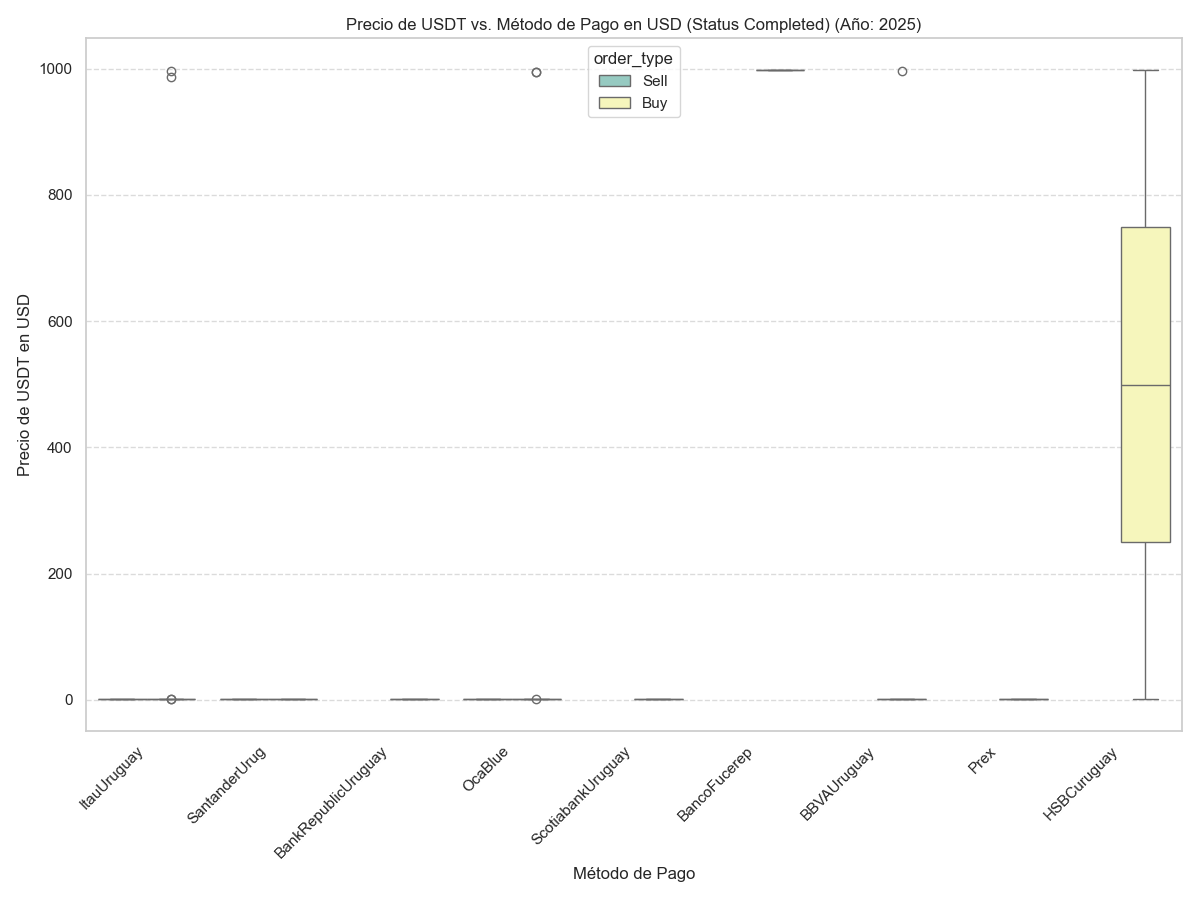 Precio de USDT vs. Método de Pago en USD (Status Completed) (Año: 2025)
order_type
Sell
Buy
Precio de USDT en USD
1000
800
600
400
200
0
ItauUruguay
SantanderUrug
BankRepublicUruguay
OcaBlue
ScotiabankUruguay
BancoFucerep
BBVAUruguay
Prex
HSBCuruguay
Método de Pago